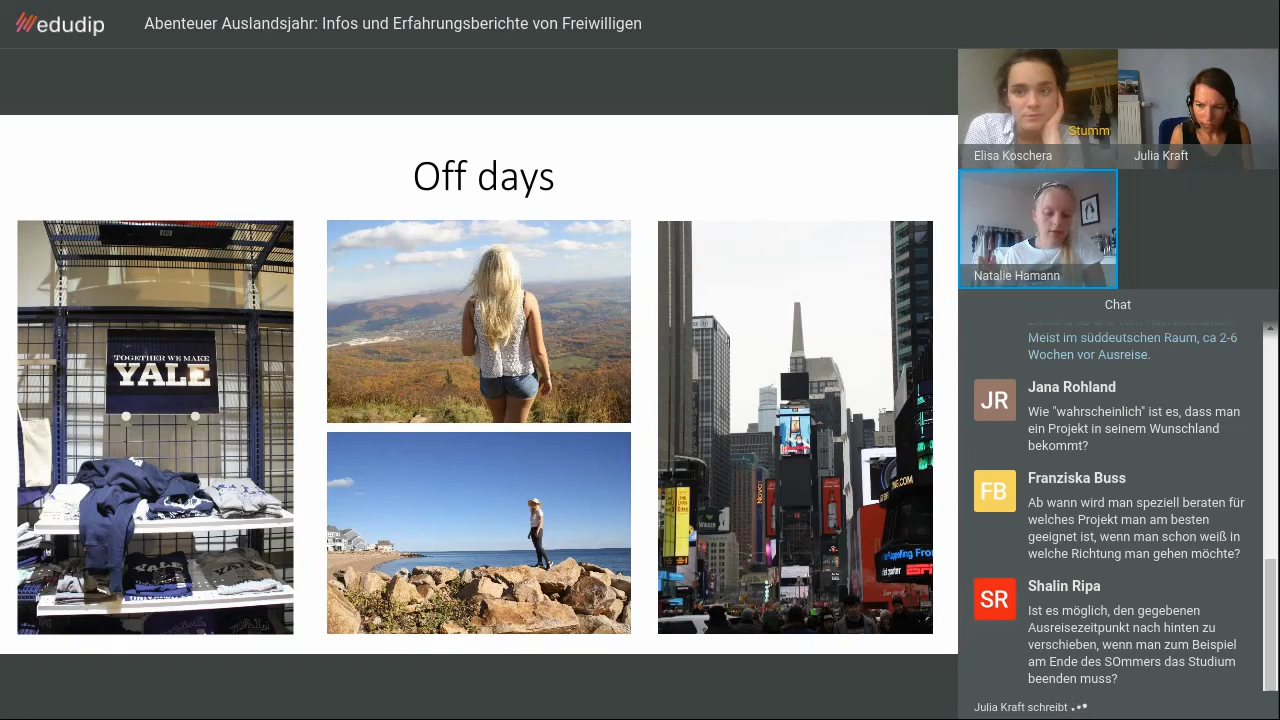 edudip
Abenteuer Auslandsjahr: Infos und Erfahrungsberichte von Freiwilligen
Off days
TOGETHER WE MAKE
YALE
ESPN
Stumm
Elisa Koschera
Julia Kraft
Natalie Hamann
Chat
Meist im süddeutschen Raum, ca 2-6
Wochen vor Ausreise.
JR
Jana Rohland
Wie "wahrscheinlich" ist es, dass man
ein Projekt in seinem Wunschland
bekommt?
FB
Franziska Buss
Ab wann wird man speziell beraten für
welches Projekt man am besten
geeignet ist, wenn man schon weiß in
welche Richtung man gehen möchte?
SR
Shalin Ripa
Ist es möglich, den gegebenen
Ausreisezeitpunkt nach hinten zu
verschieben, wenn man zum Beispiel
am Ende des SOmmers das Studium
beenden muss?
Julia Kraft schreibt